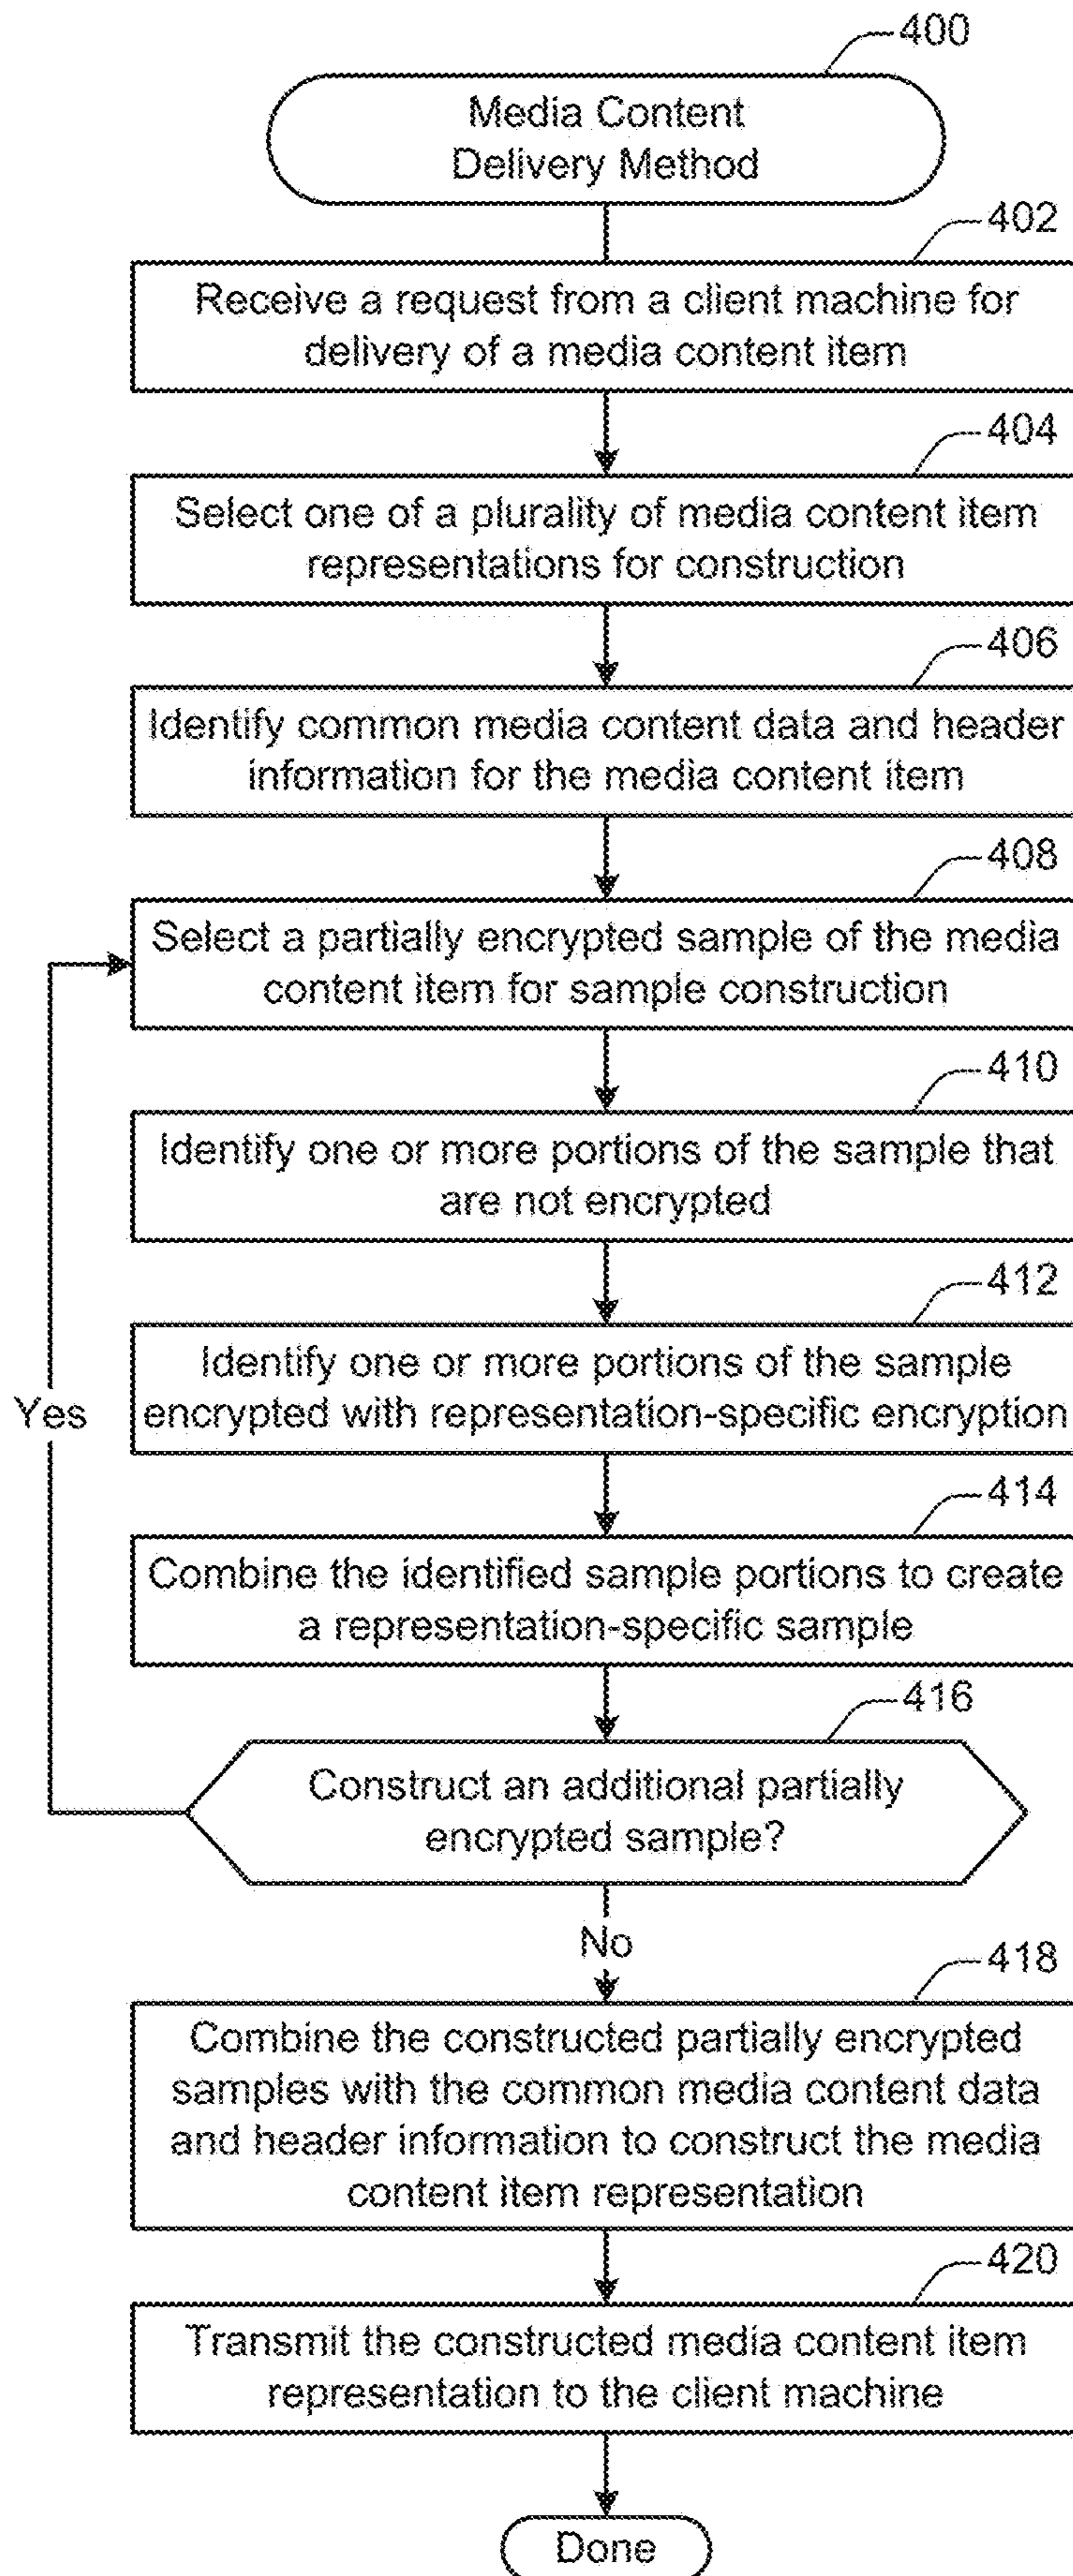 400
Media Content
Delivery Method
402
Receive a request from a client machine for
delivery of a media content item
404
Select one of a plurality of media content item
representations for construction
406
Identify common media content data and header
information for the media content item
408
Select a partially encrypted sample of the media
content item for sample construction
410
Identify one or more portions of the sample that
are not encrypted
412
Identify one or more portions of the sample
encrypted with representation-specific encryption
Yes
414
Combine the identified sample portions to create
a representation-specific sample
416
Construct an additional partially
encrypted sample?
No
418
Combine the constructed partially encrypted
samples with the common media content data
and header information to construct the media
content item representation
420
Transmit the constructed media content item
representation to the client machine
Done